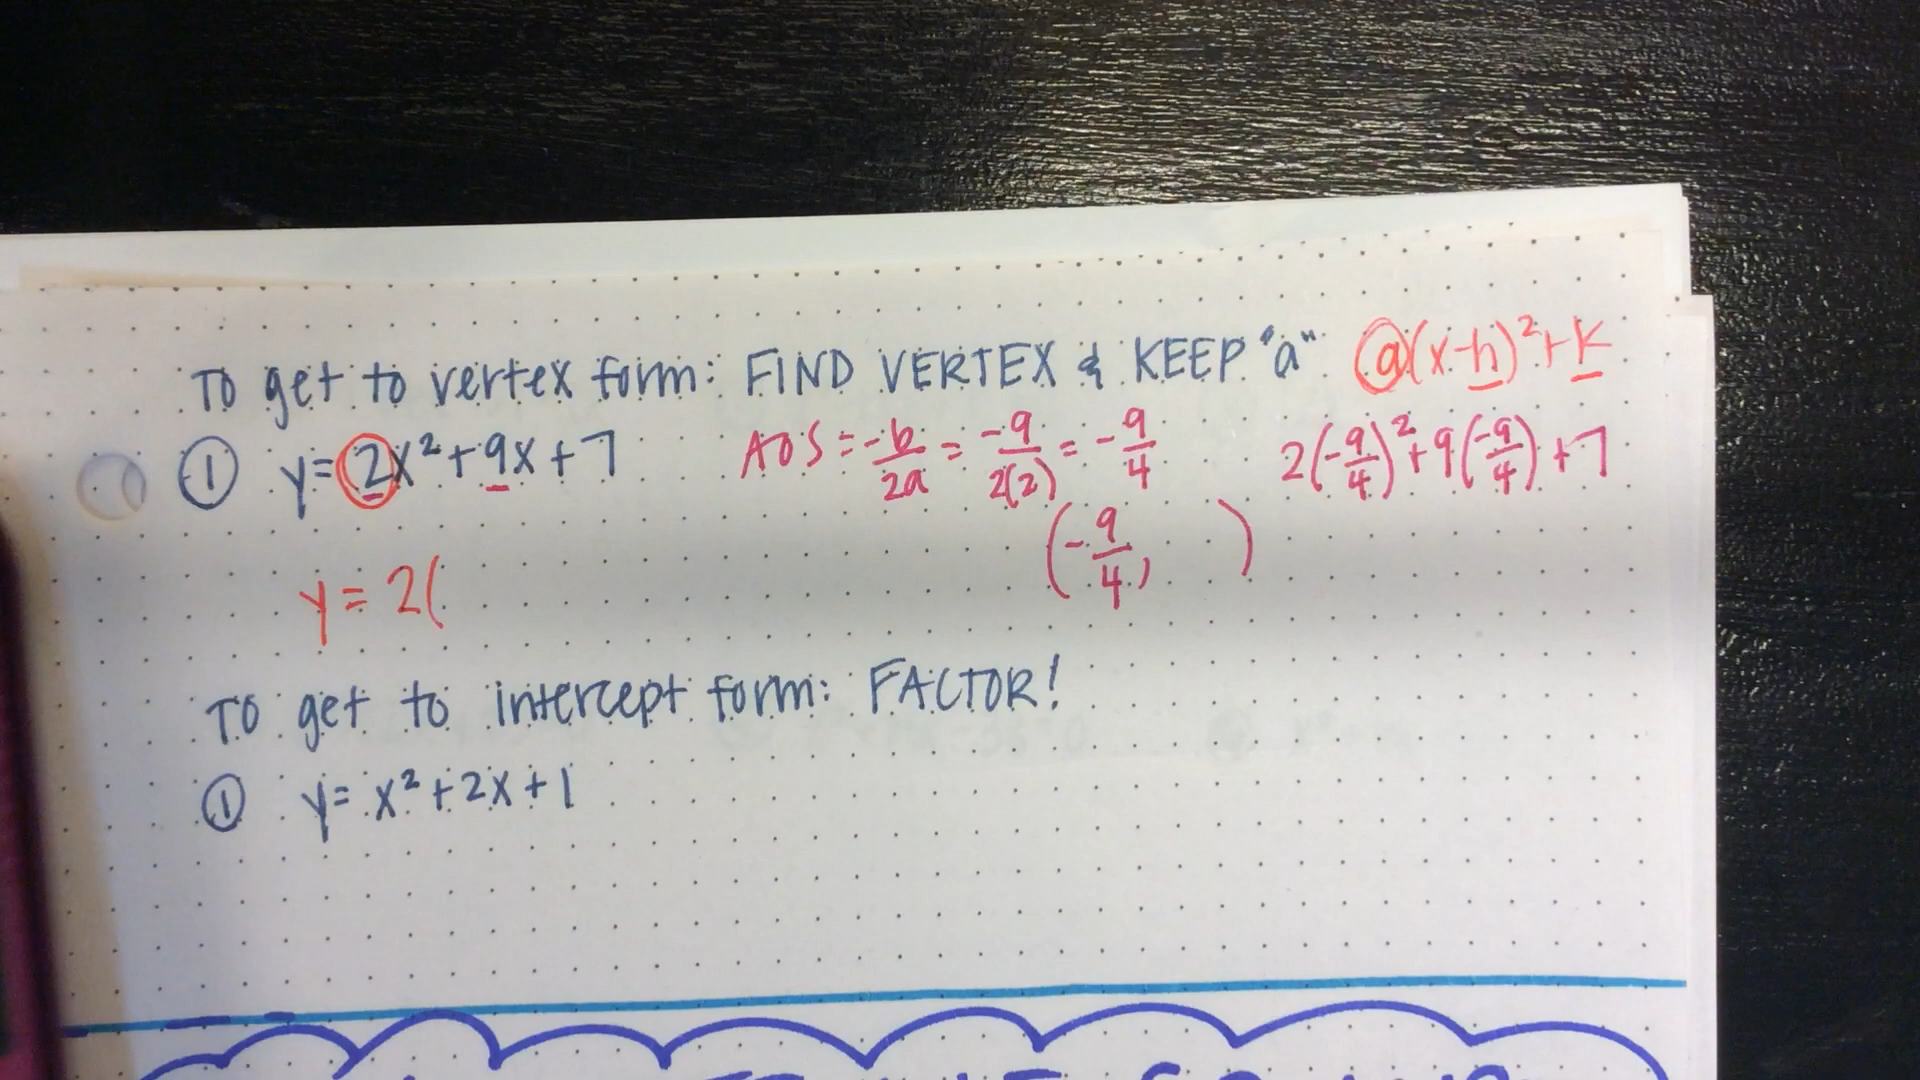 To get to vertex form: FIND VERTEX & KEEP "a" a(x-h)²+k
① y=2x²+9x+7 AOS = -b/2a = -9/2(2) = -9/4 2(-9/4)²+9(-9/4)+7
y=2( (-9/4, )
To get to intercept form: FACTOR!
① y= x²+2x+1